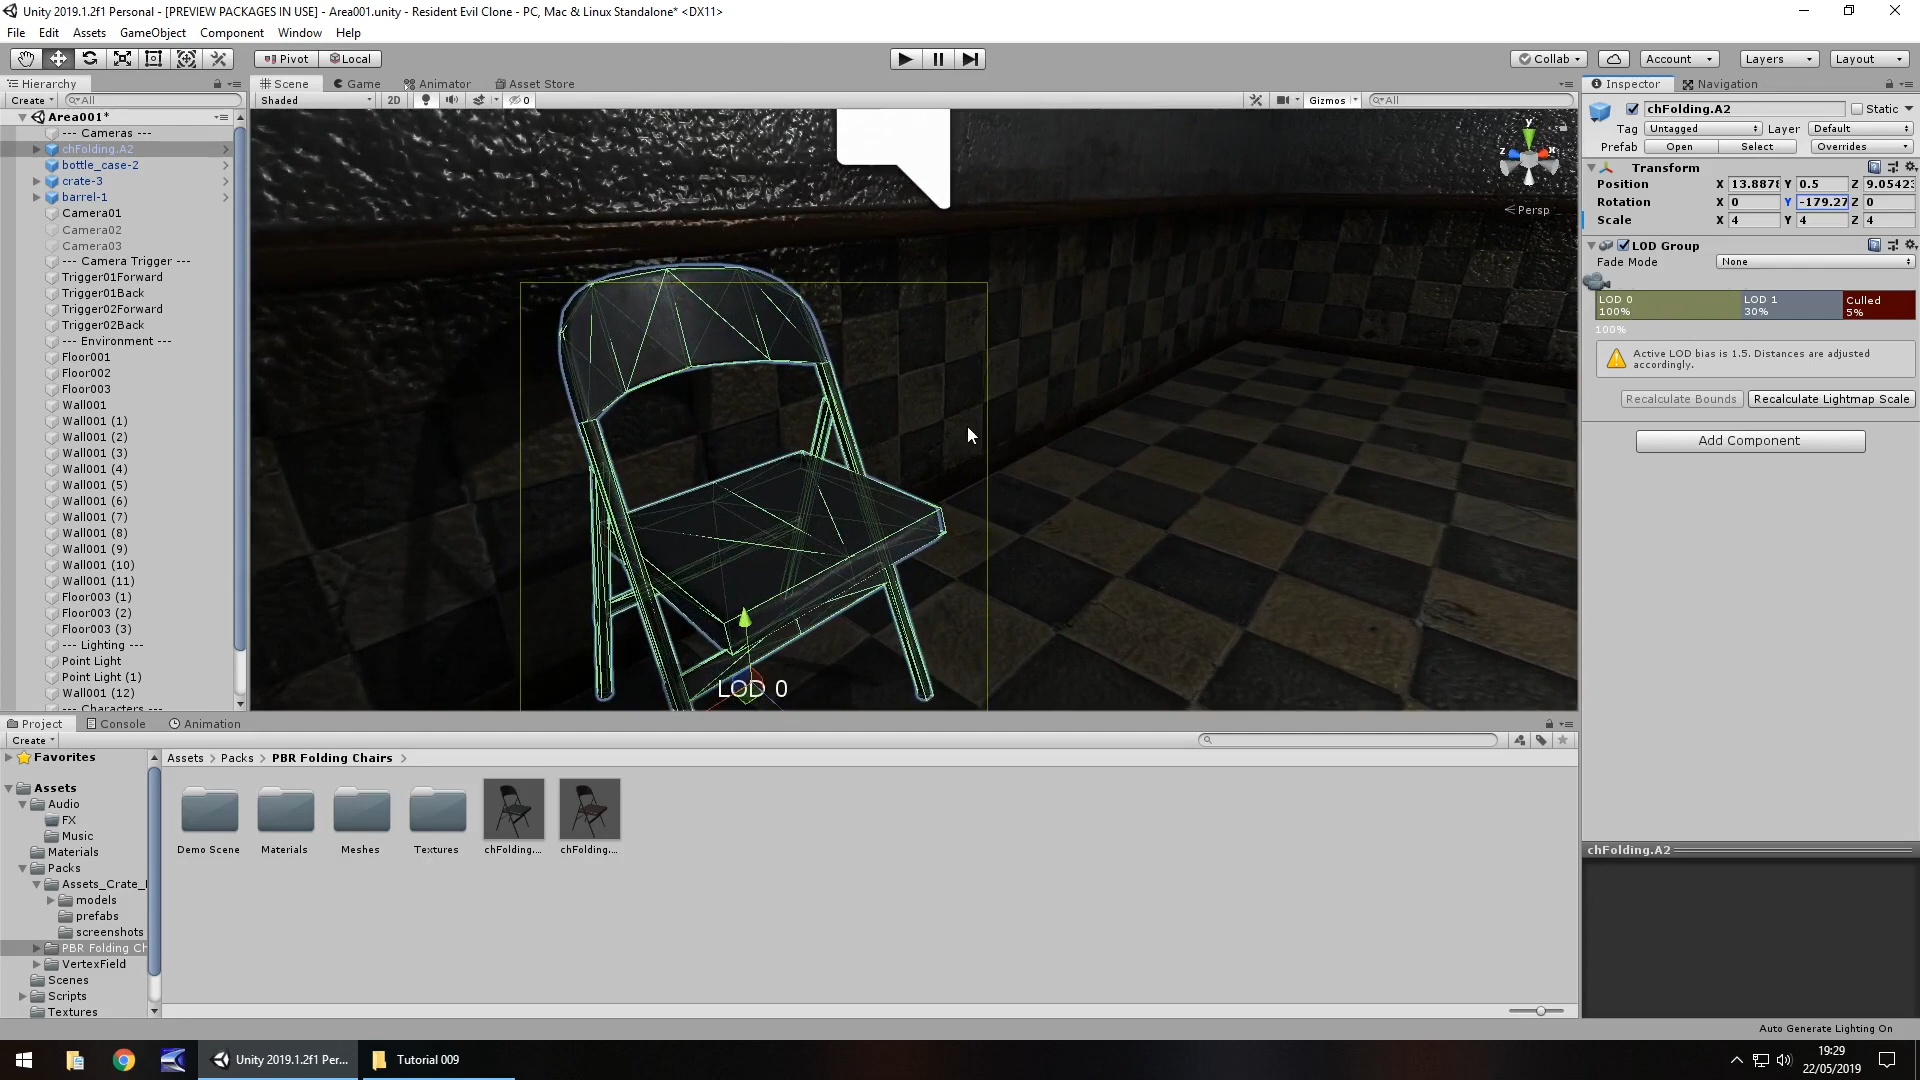 Unity 2019.1.2f1 Personal - [PREVIEW PACKAGES IN USE] - Area001.unity - Resident Evil Clone - PC, Mac & Linux Standalone* <DX11>
File Edit Assets GameObject Component Window Help
Pivot Local Collab Account Layers Layout
Hierarchy
Create All
Area001*
--- Cameras ---
chFolding.A2
bottle_case-2
crate-3
barrel-1
Camera01
Camera02
Camera03
--- Camera Trigger ---
Trigger01Forward
Trigger01Back
Trigger02Forward
Trigger02Back
--- Environment ---
Floor001
Floor002
Floor003
Wall001
Wall001 (1)
Wall001 (2)
Wall001 (3)
Wall001 (4)
Wall001 (5)
Wall001 (6)
Wall001 (7)
Wall001 (8)
Wall001 (9)
Wall001 (10)
Wall001 (11)
Floor003 (1)
Floor003 (2)
Floor003 (3)
--- Lighting ---
Point Light
Point Light (1)
Wall001 (12)
--- Characters ---
Scene Game Animator Asset Store
Shaded 2D 0 Gizmos All
y
z x
Persp
LOD 0
Inspector Navigation
chFolding.A2 Static
Tag Untagged Layer Default
Prefab Open Select Overrides
Transform
Position X 13.8878 Y 0.5 Z 9.05423
Rotation X 0 Y -179.27 Z 0
Scale X 4 Y 4 Z 4
LOD Group
Fade Mode None
LOD 0 LOD 1 Culled
100% 30% 5%
100%
Active LOD bias is 1.5. Distances are adjusted
accordingly.
Recalculate Bounds Recalculate Lightmap Scale
Add Component
chFolding.A2
Project Console Animation
Create
Favorites
Assets
Audio
FX
Music
Materials
Packs
Assets_Crate_
models
prefabs
screenshots
PBR Folding Ch
VertexField
Scenes
Scripts
Textures
Assets > Packs > PBR Folding Chairs >
Demo Scene Materials Meshes Textures chFolding.... chFolding....
Auto Generate Lighting On
Unity 2019.1.2f1 Per... Tutorial 009
19:29
22/05/2019